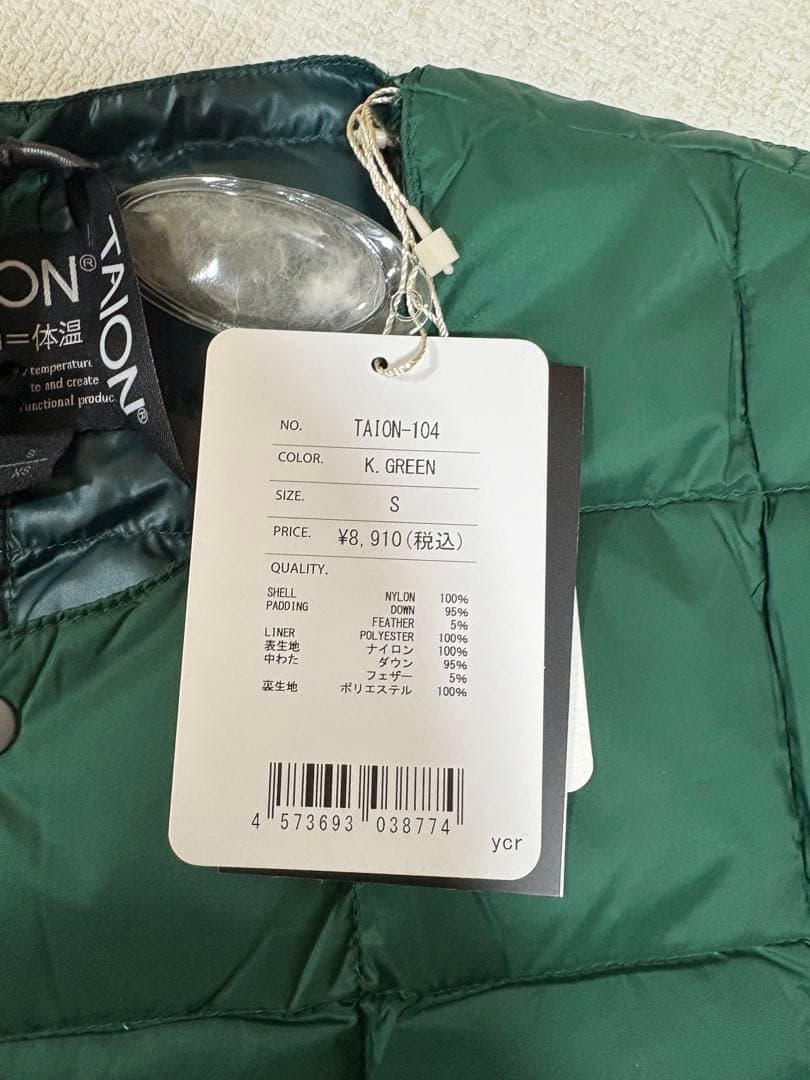 ON®
TAION®
=体温
temperatur
te and create
unctional produc
S
XS
NO. TAION-104
COLOR. K.GREEN
SIZE. S
PRICE. ¥8,910(税込)
QUALITY.
SHELL NYLON 100%
PADDING DOWN 95%
FEATHER 5%
LINER POLYESTER 100%
表生地 ナイロン 100%
中わた ダウン 95%
フェザー 5%
裏生地 ポリエステル 100%
4 573693 038774
ycr